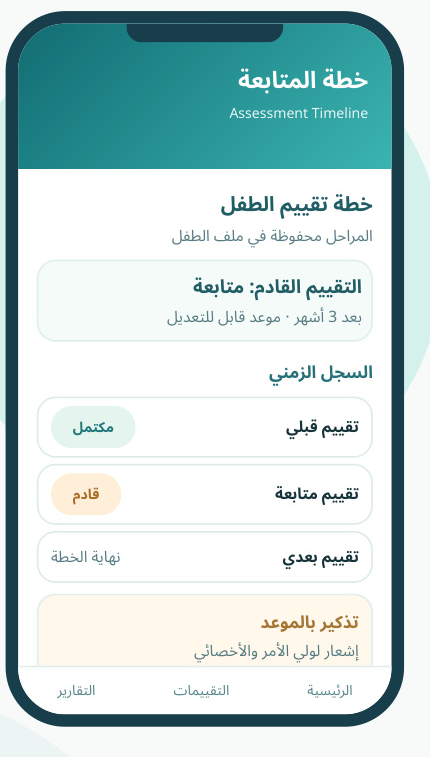 خطة المتابعة
Assessment Timeline
خطة تقييم الطفل
المراحل محفوظة في ملف الطفل
التقييم القادم: متابعة
بعد 3 أشهر · موعد قابل للتعديل
السجل الزمني
تقييم قبلي
مكتمل
تقييم متابعة
قادم
تقييم بعدي
نهاية الخطة
تذكير بالموعد
إشعار لولي الأمر والأخصائي
الرئيسية
التقييمات
التقارير